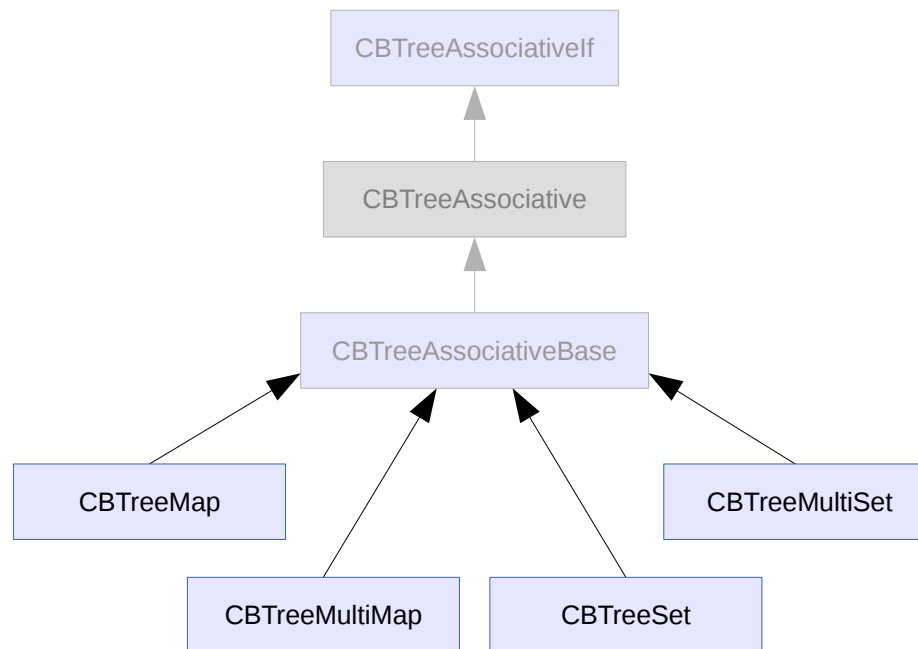 CBTreeAssociativeIf
CBTreeAssociative
CBTreeAssociativeBase
CBTreeMap
CBTreeMultiSet
CBTreeMultiMap
CBTreeSet